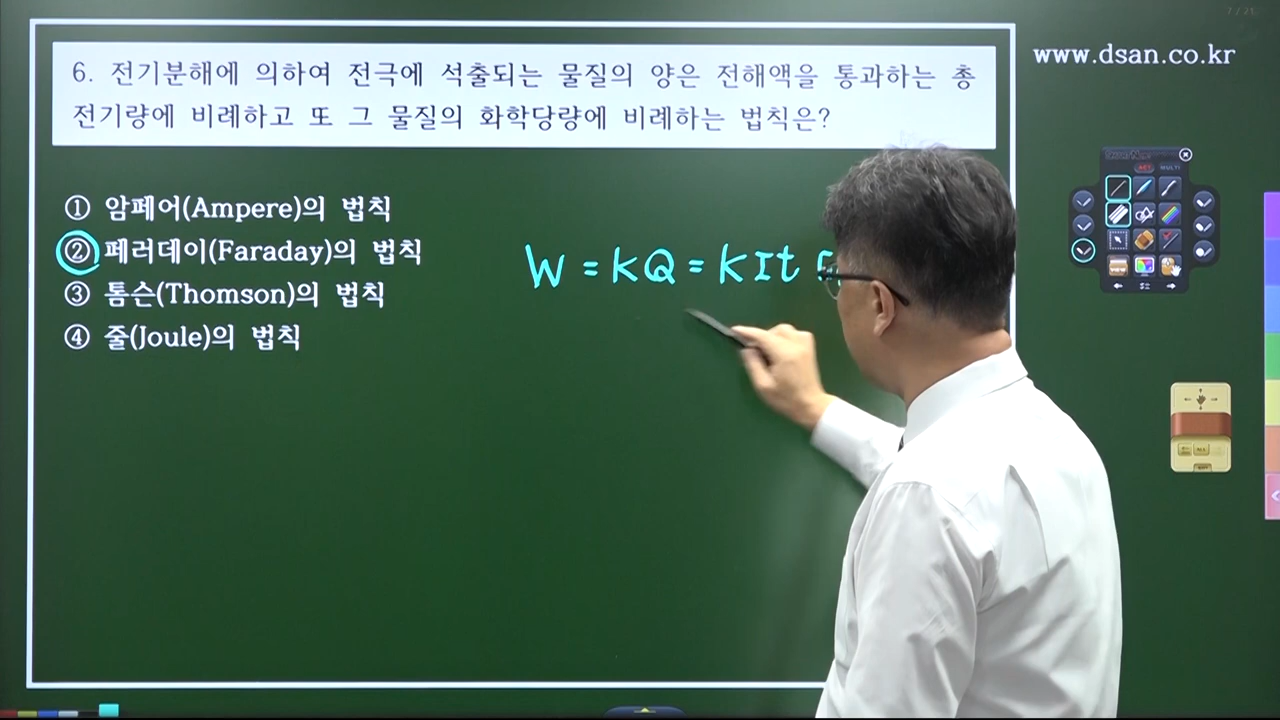 6. 전기분해에 의하여 전극에 석출되는 물질의 양은 전해액을 통과하는 총
전기량에 비례하고 또 그 물질의 화학당량에 비례하는 법칙은?
www.dsan.co.kr
① 암페어(Ampere)의 법칙
② 페러데이(Faraday)의 법칙
③ 톰슨(Thomson)의 법칙
④ 줄(Joule)의 법칙
W = KQ = KIt